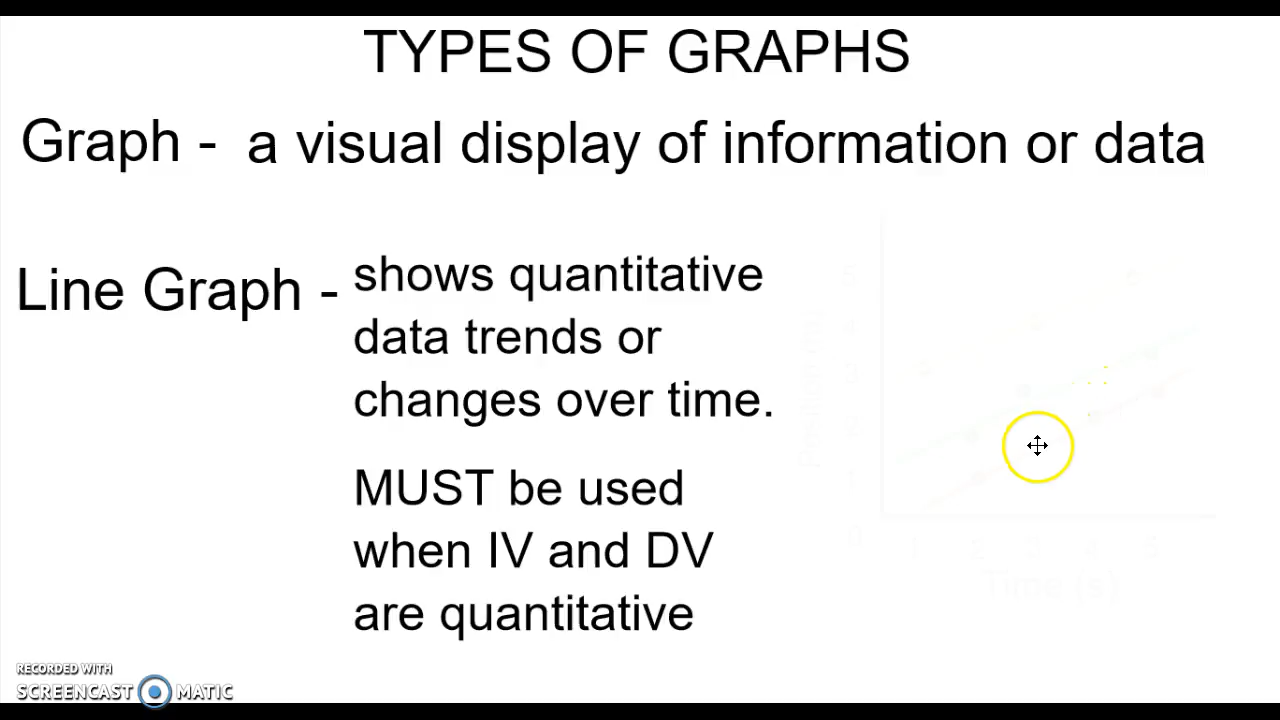 TYPES OF GRAPHS
Graph - a visual display of information or data
Line Graph - shows quantitative
data trends or
changes over time.
MUST be used
when IV and DV
are quantitative
Time (s)
RECORDED WITH
SCREENCAST MATIC